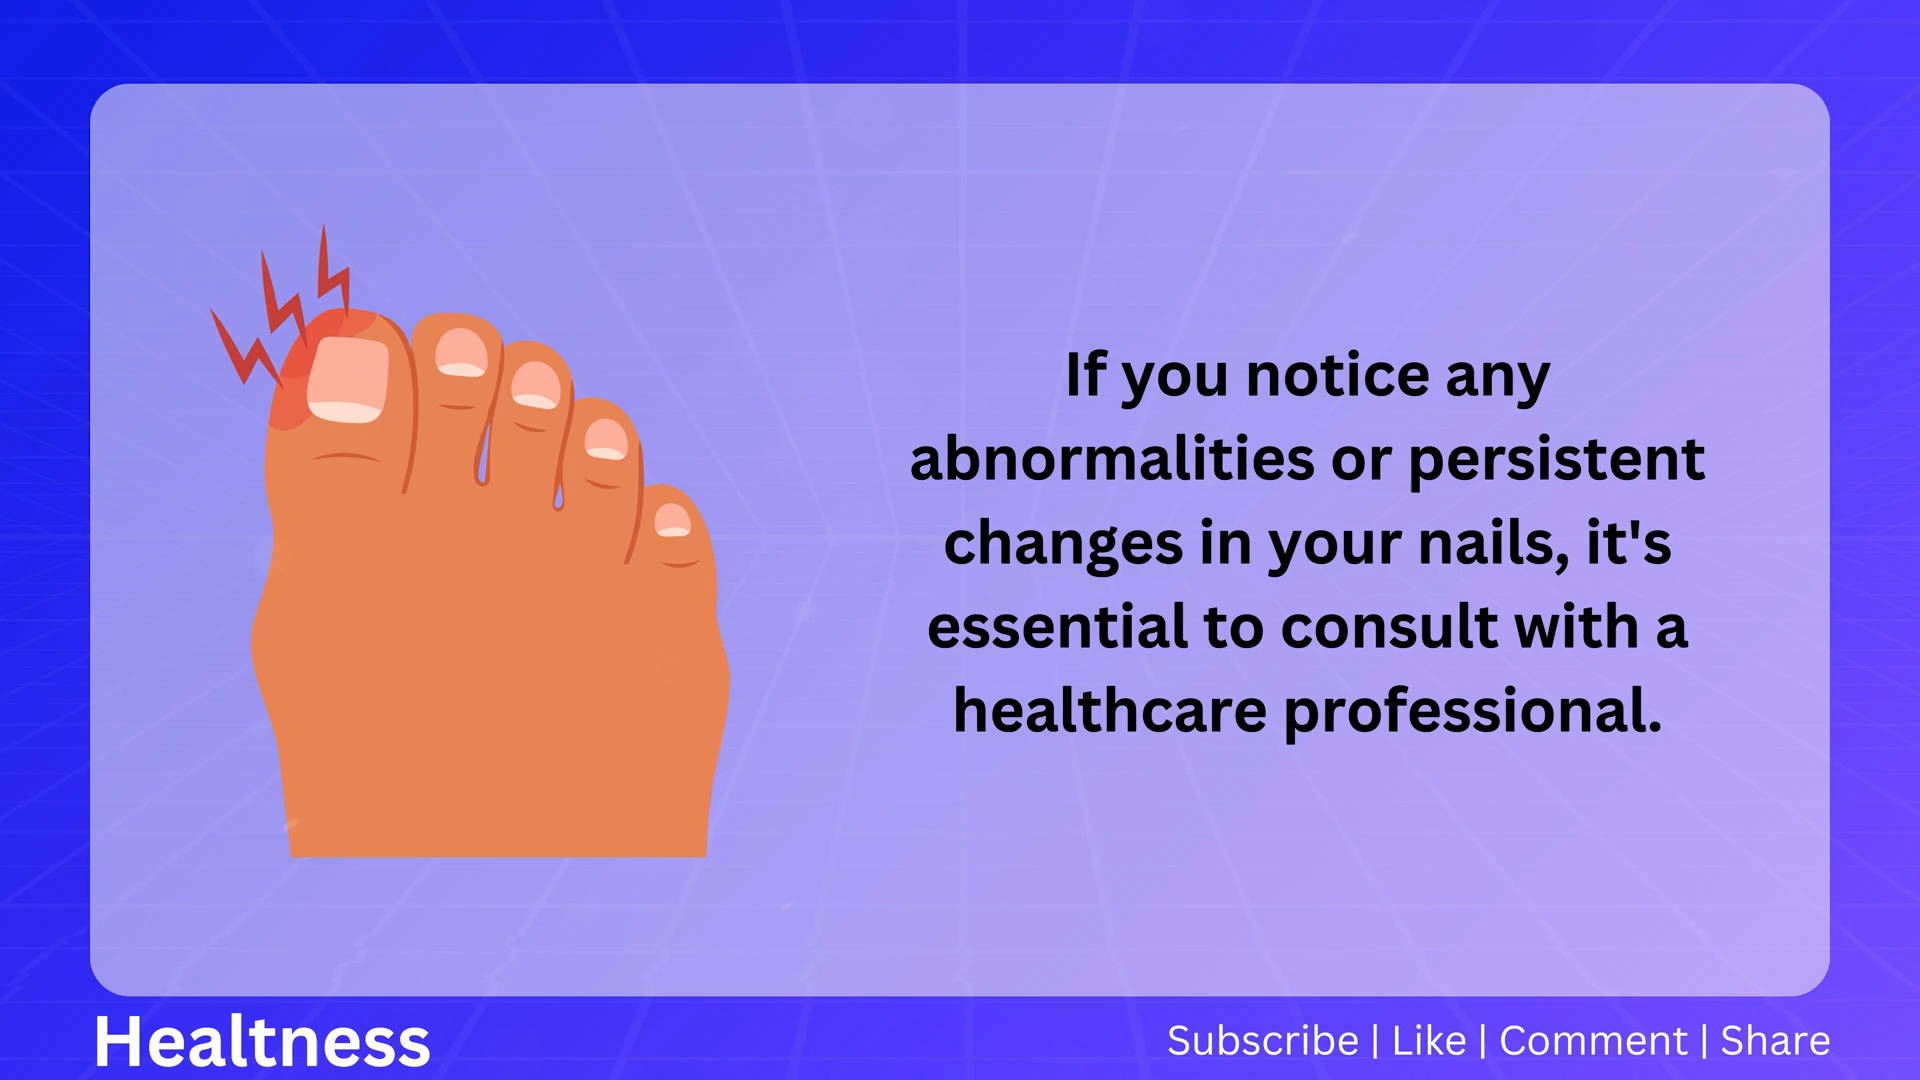 If you notice any
abnormalities or persistent
changes in your nails, it's
essential to consult with a
healthcare professional.
Healtness
Subscribe | Like | Comment | Share